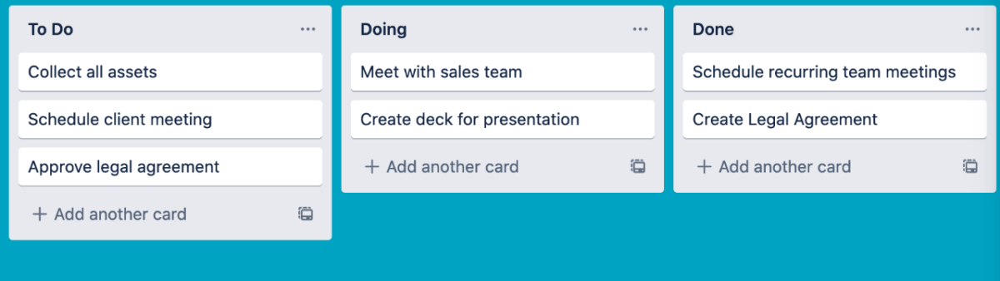 To Do
Collect all assets
Schedule client meeting
Approve legal agreement
+ Add another card
Doing
Meet with sales team
Create deck for presentation
+ Add another card
Done
Schedule recurring team meetings
Create Legal Agreement
+ Add another card